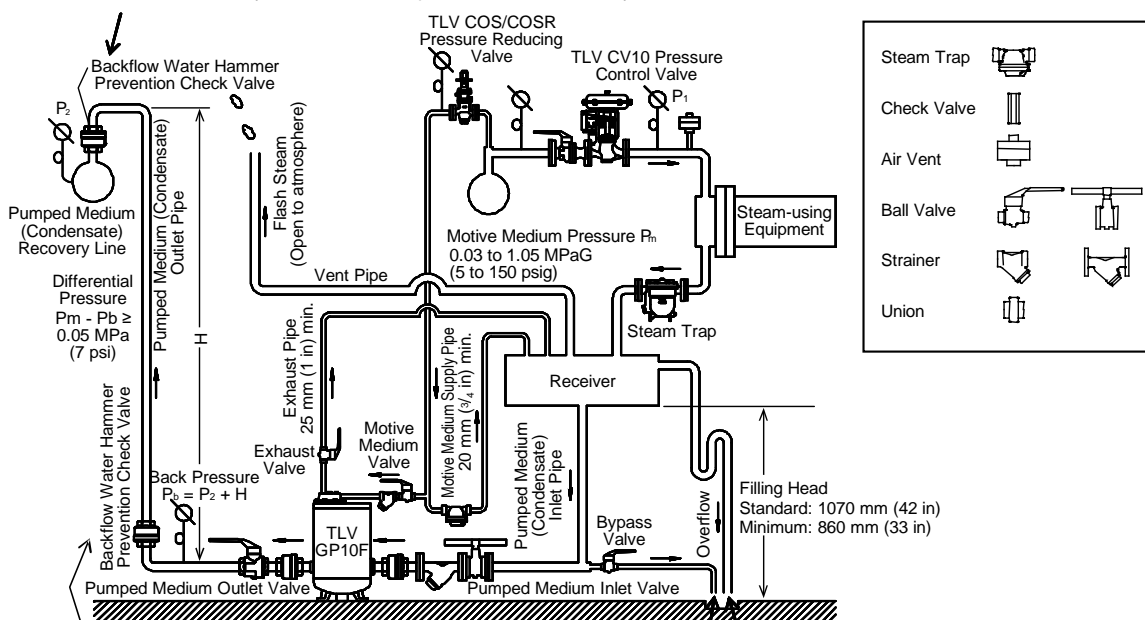 TLV COS/COSR
Pressure Reducing
Valve
TLV CV10 Pressure
Control Valve
Backflow Water Hammer
Prevention Check Valve
P2
P1
Pumped Medium (Condensate)
Outlet Pipe
Flash Steam
(Open to atmosphere)
Pumped Medium
(Condensate)
Recovery Line
Steam-using
Equipment
Motive Medium Pressure Pm
0.03 to 1.05 MPaG
(5 to 150 psig)
Vent Pipe
Differential
Pressure
Pm - Pb ≥
0.05 MPa
(7 psi)
H
Steam Trap
Exhaust Pipe
25 mm (1 in) min.
Motive Medium Supply Pipe
20 mm (3/4 in) min.
Receiver
Backflow Water Hammer
Prevention Check Valve
Exhaust
Valve
Motive
Medium
Valve
Back Pressure
Pb = P2 + H
Pumped Medium
(Condensate)
Inlet Pipe
Bypass
Valve
Overflow
Filling Head
Standard: 1070 mm (42 in)
Minimum: 860 mm (33 in)
TLV
GP10F
Pumped Medium Outlet Valve
Pumped Medium Inlet Valve
Steam Trap
Check Valve
Air Vent
Ball Valve
Strainer
Union